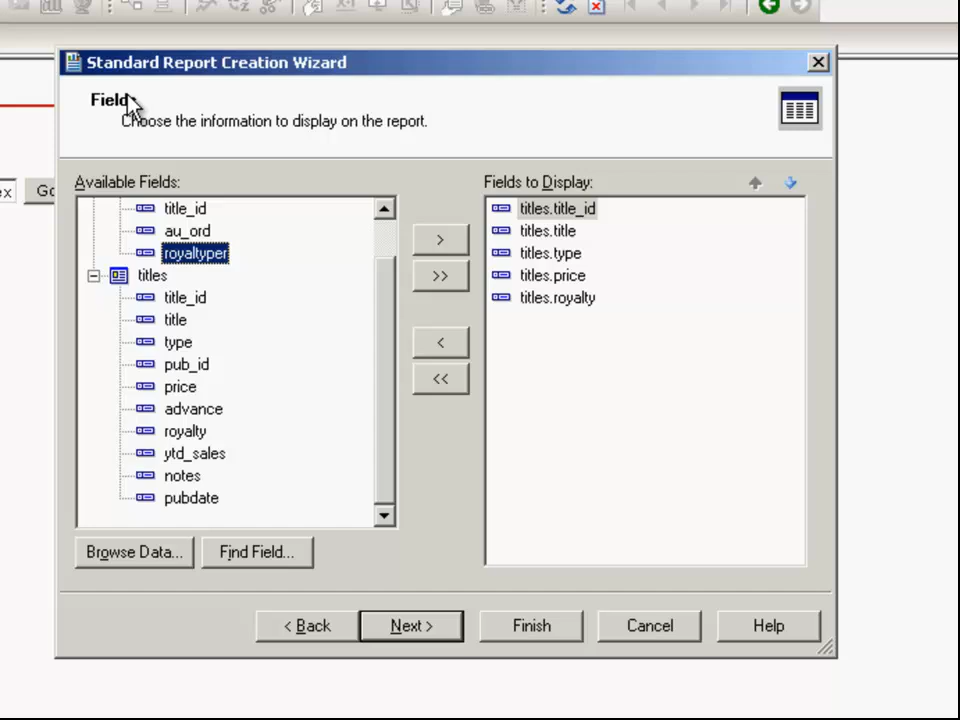 Standard Report Creation Wizard
Field
Choose the information to display on the report.
ex
Go
Available Fields:
title_id
au_ord
royaltyper
titles
title_id
title
type
pub_id
price
advance
royalty
ytd_sales
notes
pubdate
>
>>
<
<<
Fields to Display:
titles.title_id
titles.title
titles.type
titles.price
titles.royalty
Browse Data...
Find Field...
< Back
Next >
Finish
Cancel
Help